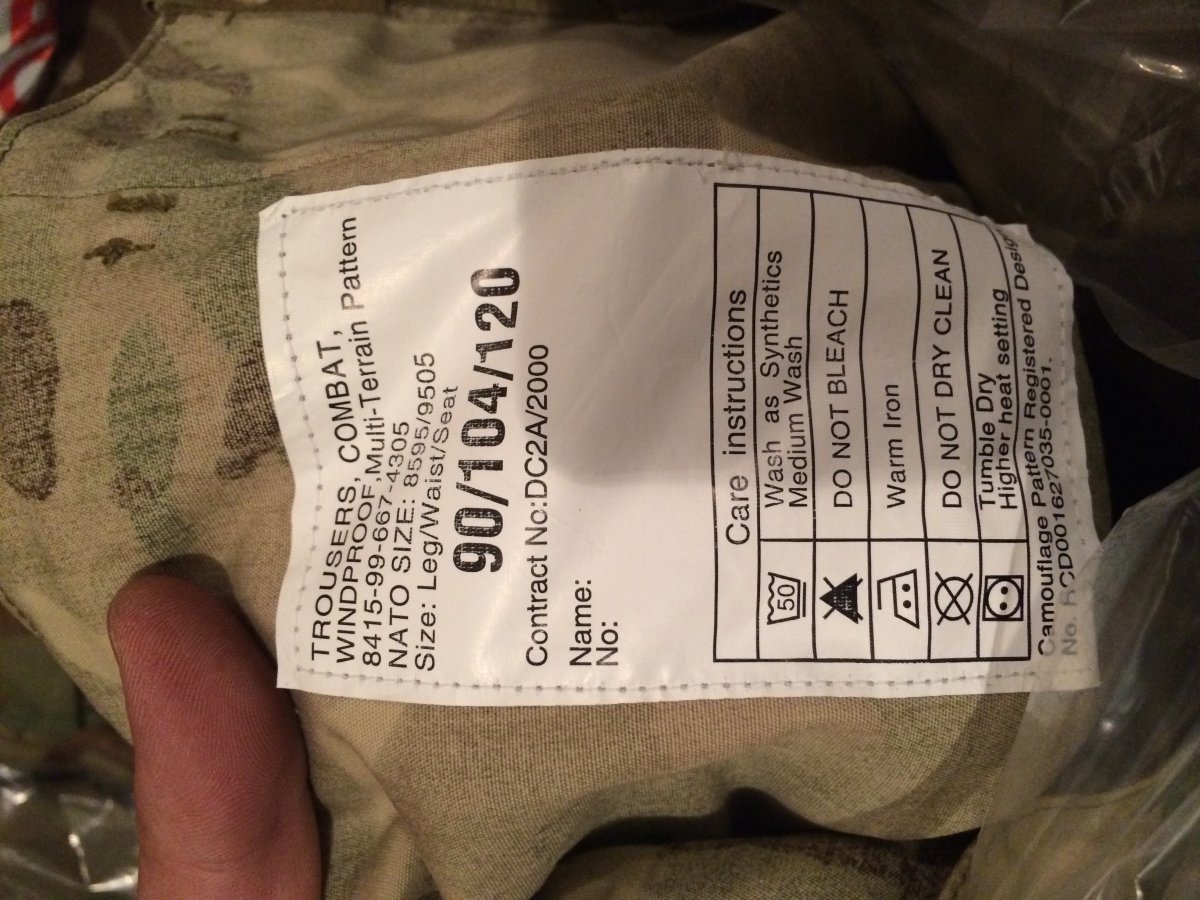 TROUSERS, COMBAT,
WINDPROOF,Multi-Terrain Pattern
8415-99-667-4305
NATO SIZE: 8595/9505
Size: Leg/Waist/Seat
90/104/120
Contract No:DC2A/2000
Name:
No:
Care instructions
50 Wash as Synthetics
Medium Wash
DO NOT BLEACH
Warm Iron
DO NOT DRY CLEAN
Tumble Dry
Higher heat setting
Camouflage Pattern Registered Design
No. RCD001627035-0001.